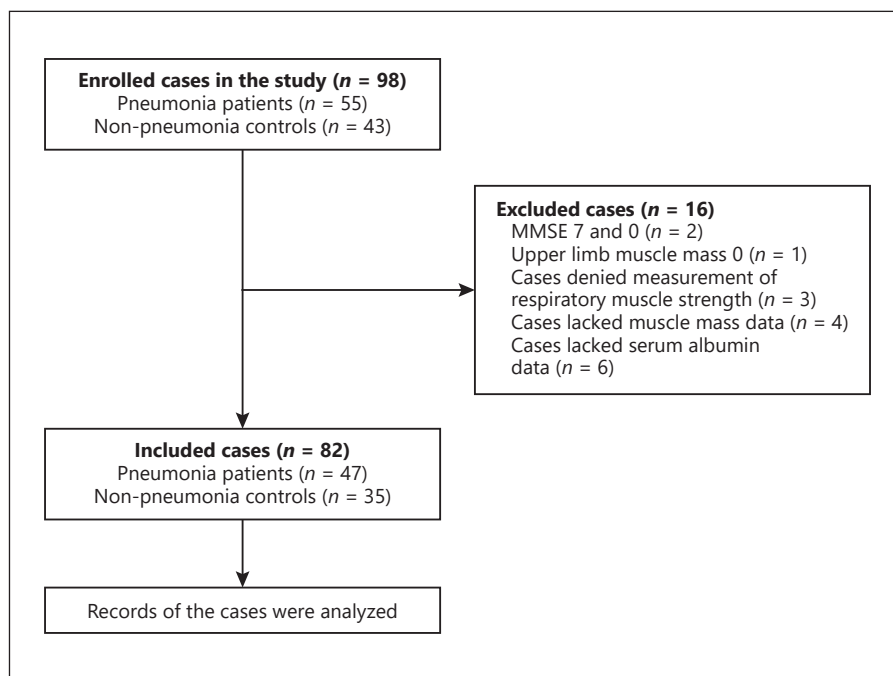 Enrolled cases in the study (n = 98)
Pneumonia patients (n = 55)
Non-pneumonia controls (n = 43)
Excluded cases (n = 16)
MMSE 7 and 0 (n = 2)
Upper limb muscle mass 0 (n = 1)
Cases denied measurement of
respiratory muscle strength (n = 3)
Cases lacked muscle mass data (n = 4)
Cases lacked serum albumin
data (n = 6)
Included cases (n = 82)
Pneumonia patients (n = 47)
Non-pneumonia controls (n = 35)
Records of the cases were analyzed